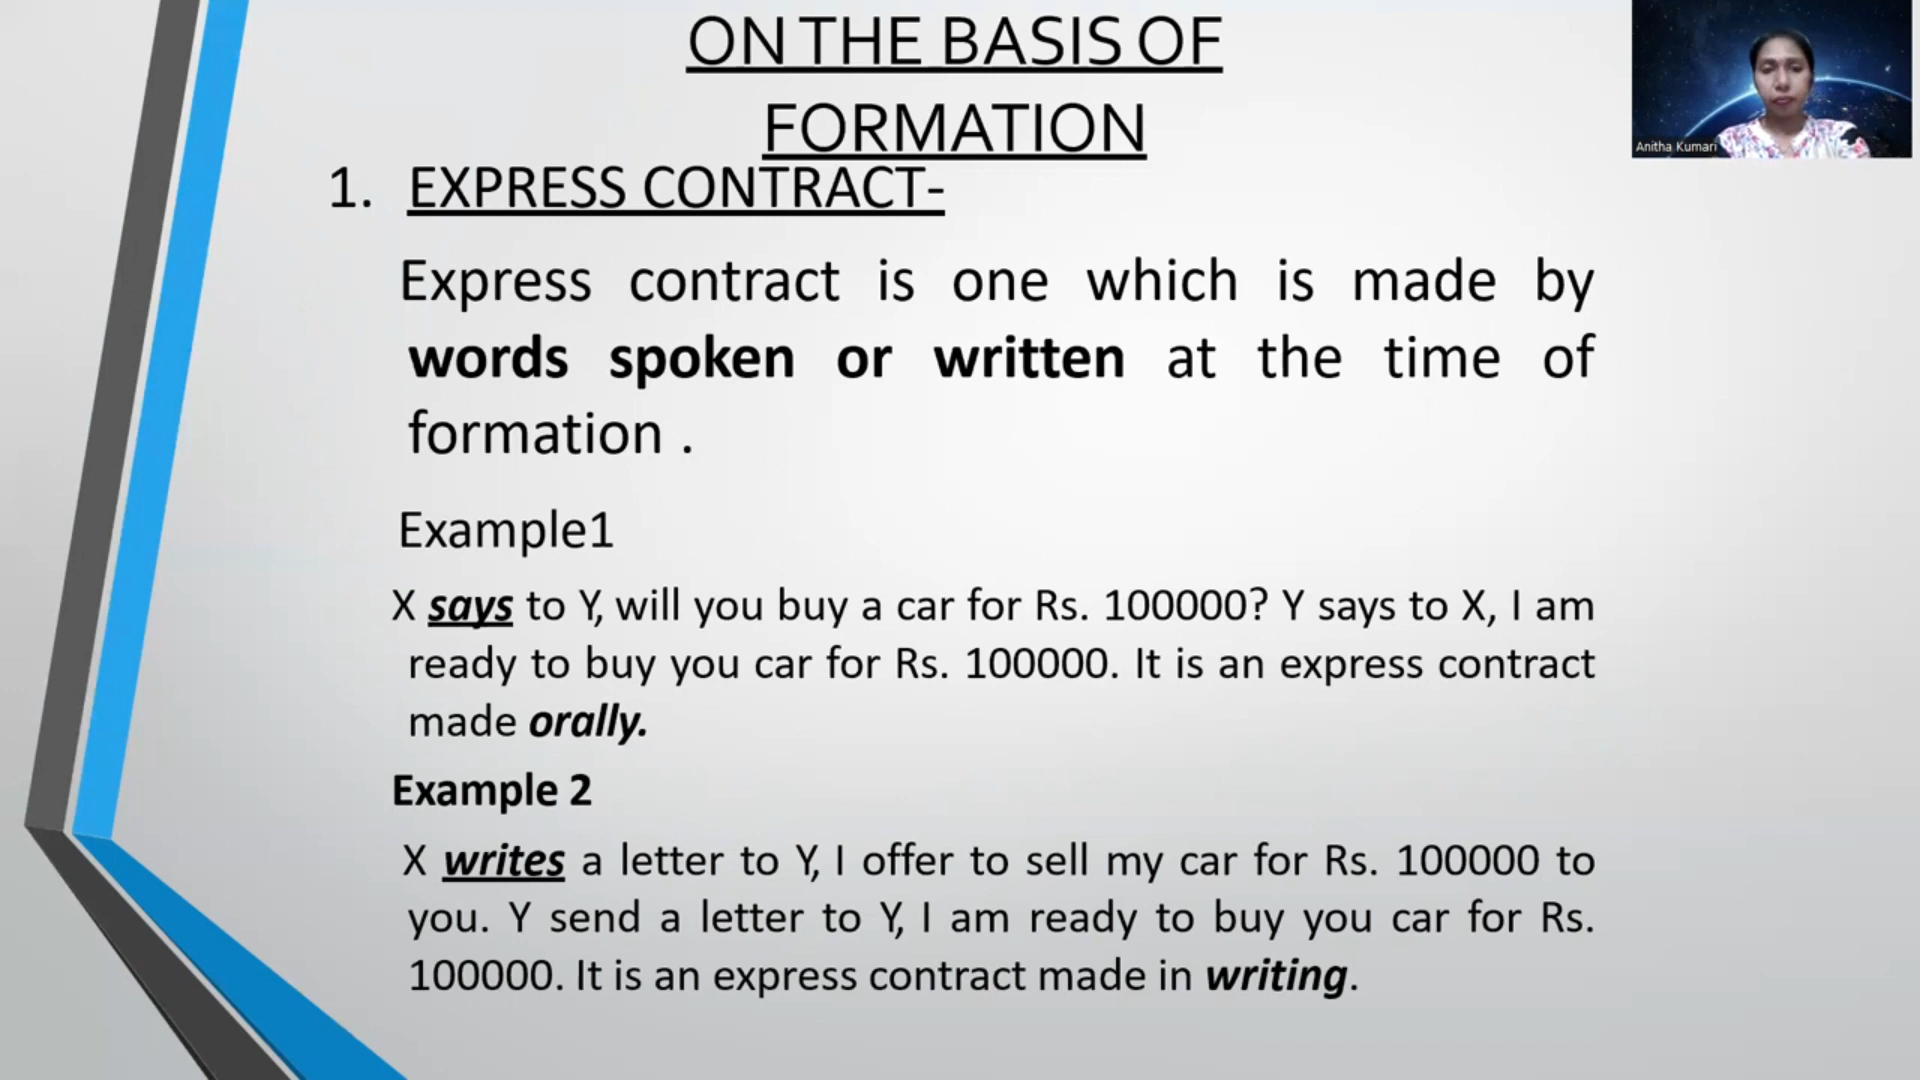 ON THE BASIS OF
FORMATION
Anitha Kumari
1. EXPRESS CONTRACT-
Express contract is one which is made by
words spoken or written at the time of
formation .
Example1
X says to Y, will you buy a car for Rs. 100000? Y says to X, I am
ready to buy you car for Rs. 100000. It is an express contract
made orally.
Example 2
X writes a letter to Y, I offer to sell my car for Rs. 100000 to
you. Y send a letter to Y, I am ready to buy you car for Rs.
100000. It is an express contract made in writing.